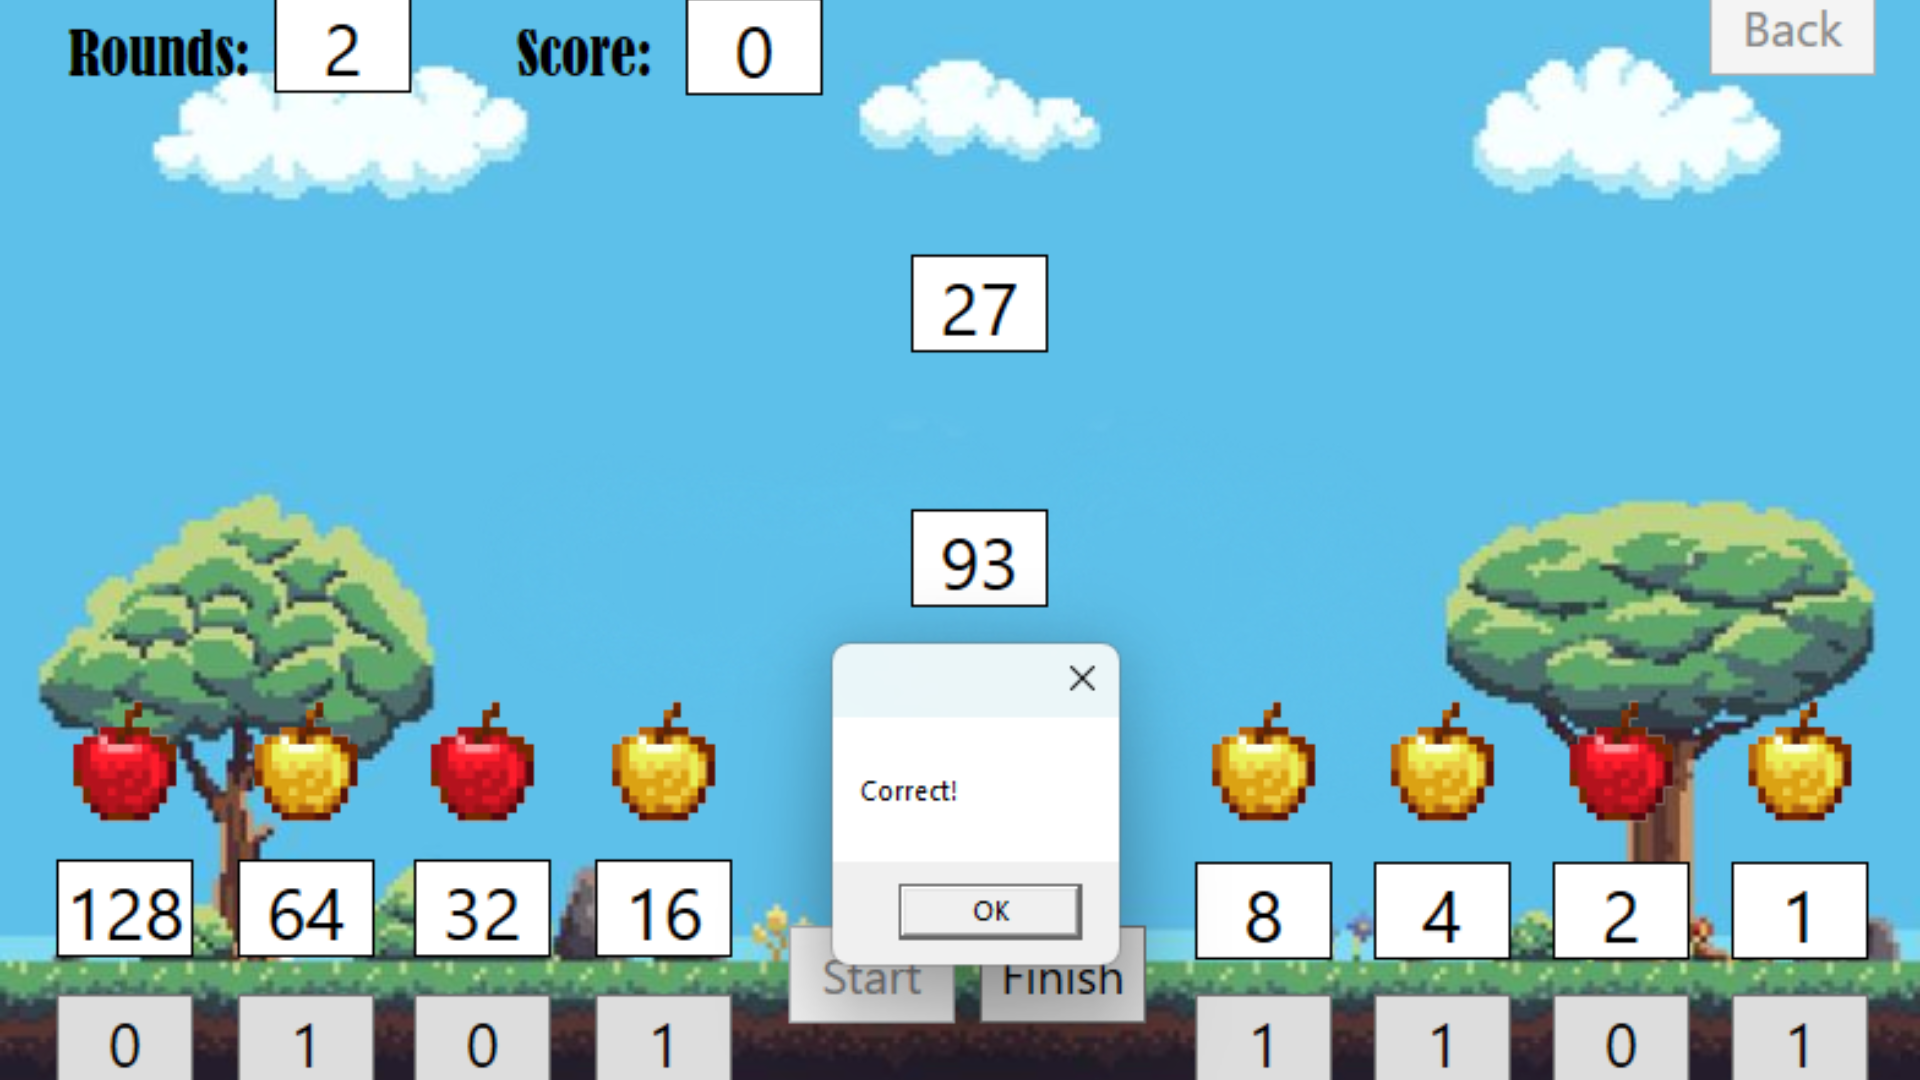 Rounds: 2 Score: 0 Back
27
93
Correct!
OK
128 64 32 16 8 4 2 1
Start Finish
0 1 0 1 1 1 0 1